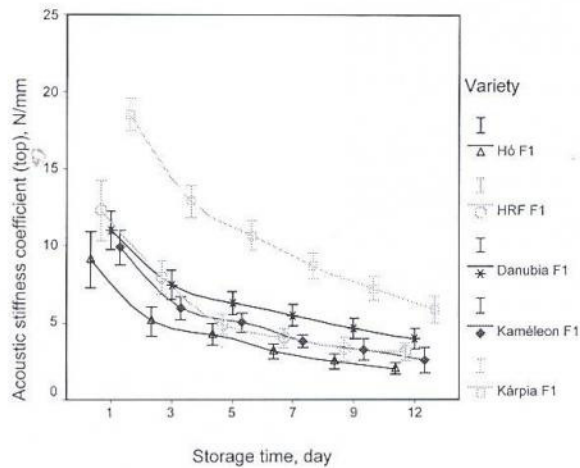 Acoustic stiffness coefficient (top), N/mm
25
20
15
10
5
0
1 3 5 7 9 12
Storage time, day
Variety
Hó F1
HRF F1
Danubia F1
Kaméleon F1
Kárpia F1